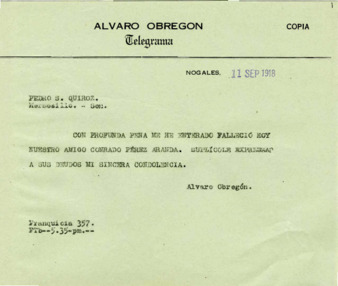 ALVARO OBREGON COPIA
Telegrama
NOGALES, 11 SEP 1918
PEDRO S. QUIROZ.
Hermosillo. - Son.
CON PROFUNDA PENA ME HE ENTERADO FALLECIO HOY
NUESTRO AMIGO CONRADO PÉREZ ARANDA. SUPLÍCOLE EXPRESAR
A SUS DEUDOS MI SINCERA CONDOLENCIA.
Alvaro Obregón.
Franquicia 357.
PTb--5.35-pm.--